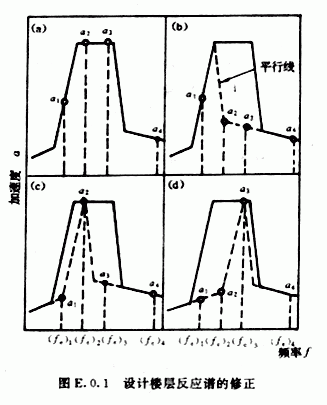 (a)
a₂
a₃
a₁
a₄
(b)
平行线
1
a₁
a₂
a₃
a₄
加速度 a
(c)
a₂
a₁
a₃
a₄
(d)
a₃
a₁
a₂
a₄
(fₑ)₁(fₑ)₂(fₑ)₃ (fₑ)₄ (fₑ)₁(fₑ)₂(fₑ)₃ (fₑ)₄
频率f
图 E.0.1 设计楼层反应谱的修正